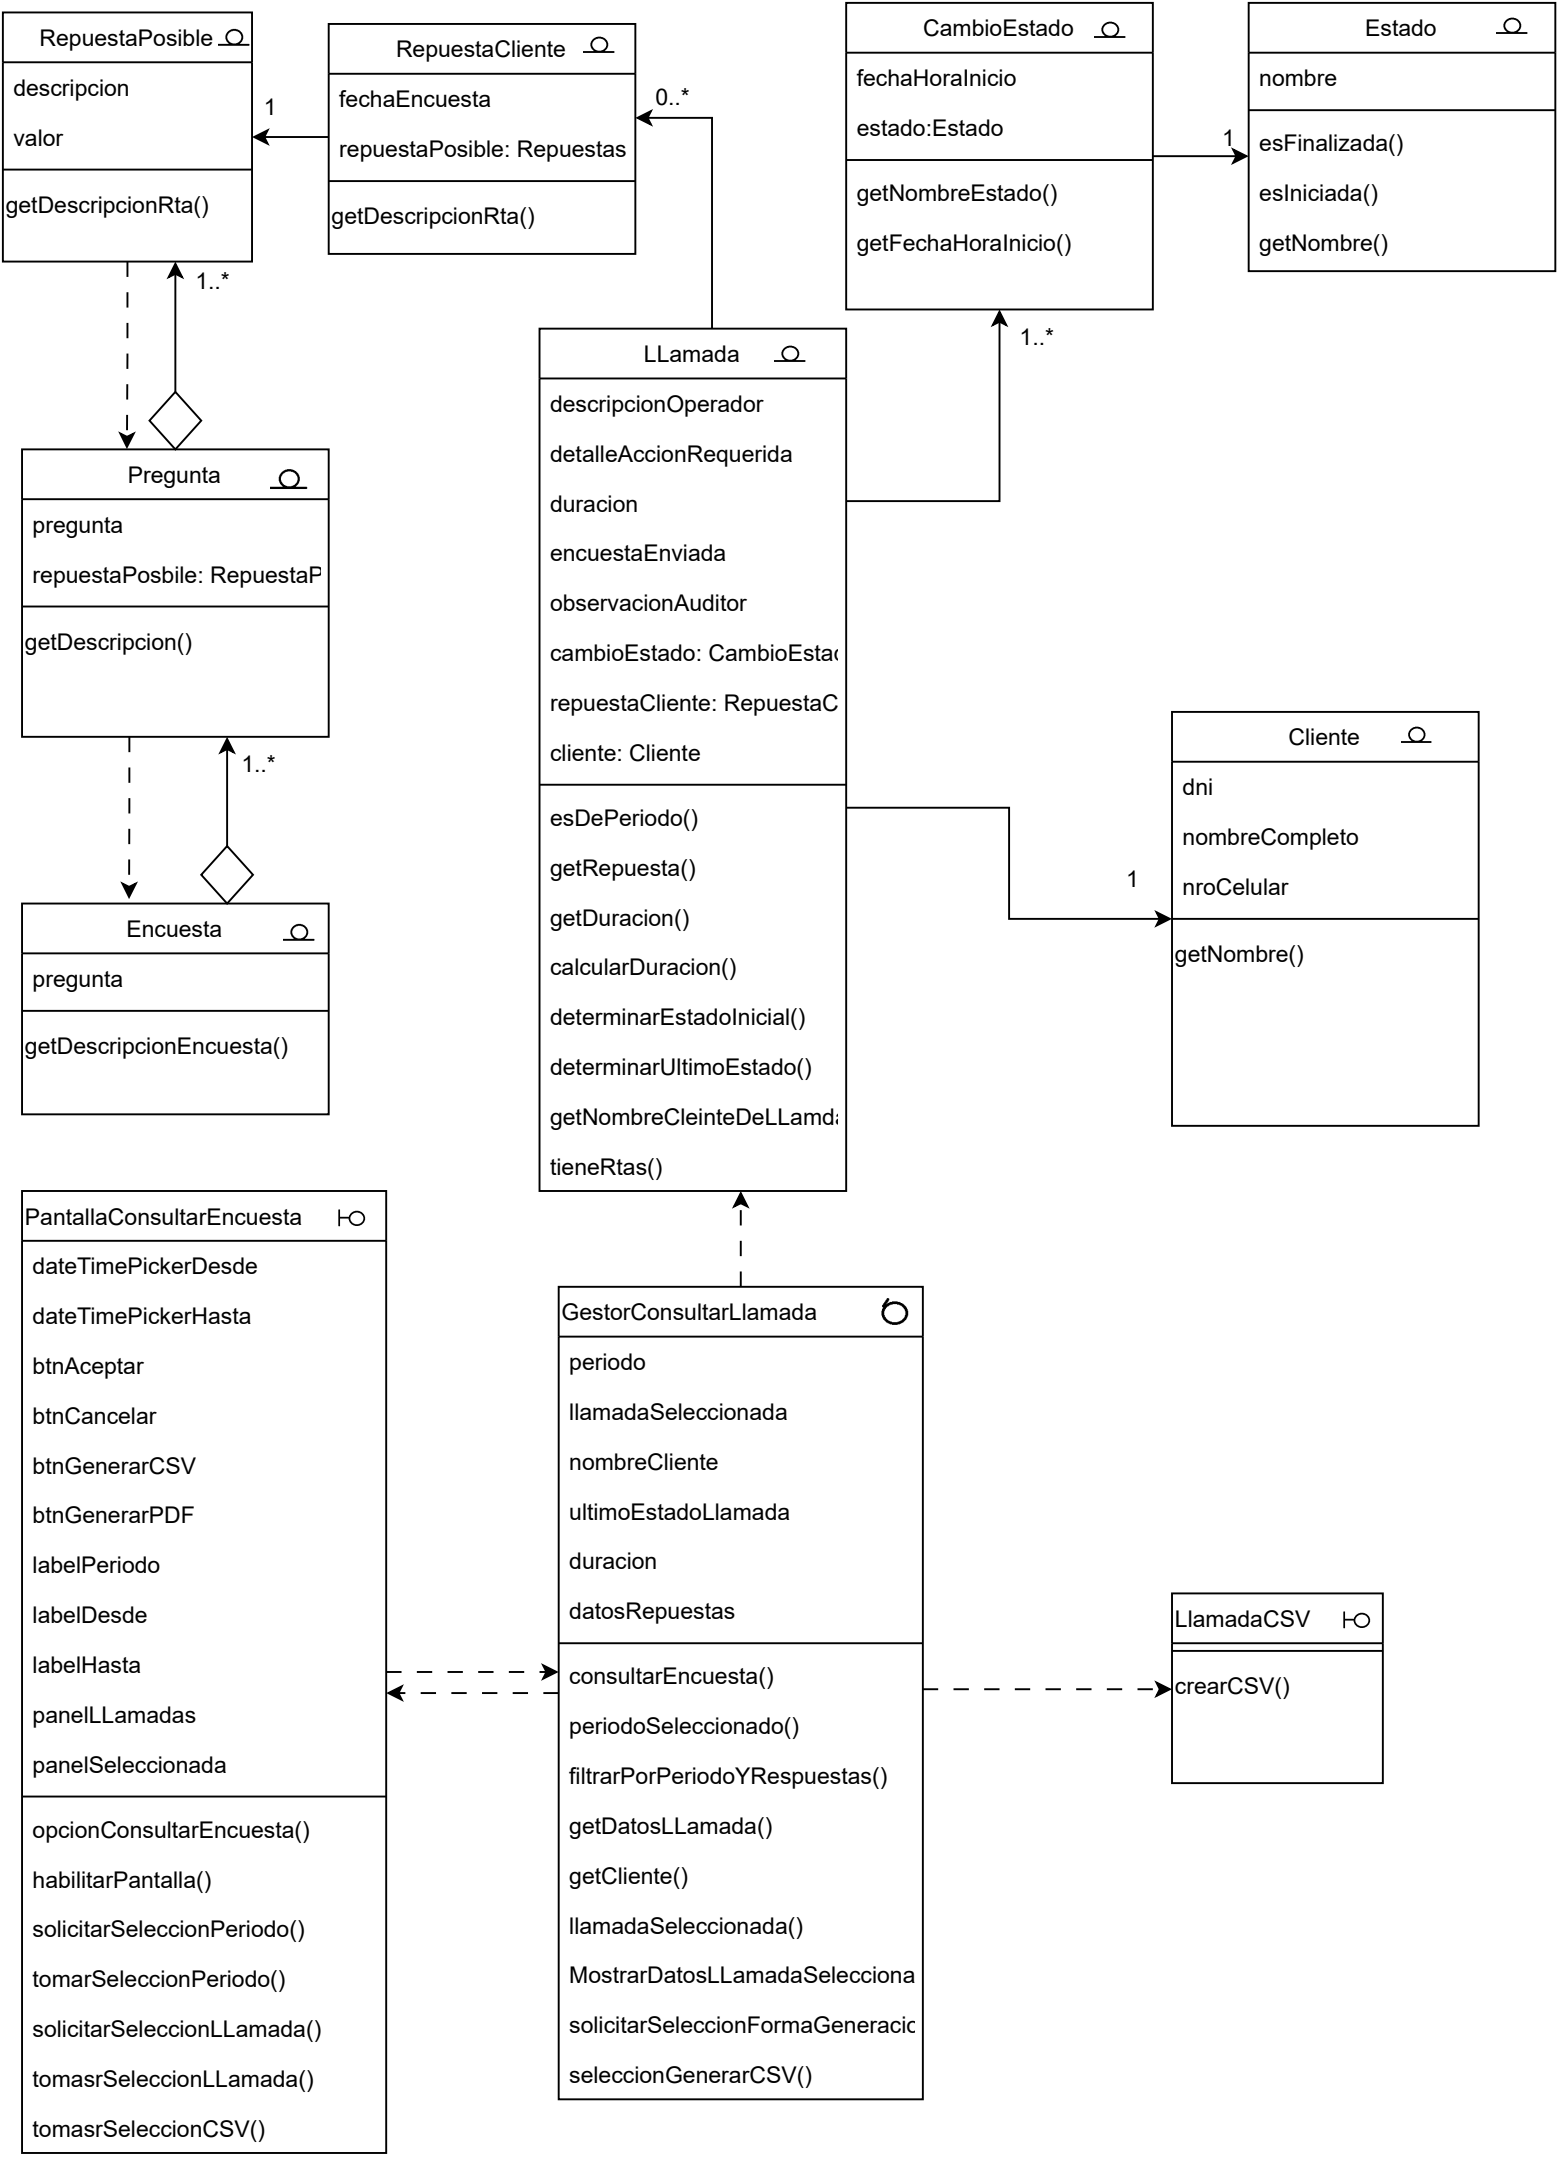 RepuestaPosible
descripcion
valor
getDescripcionRta()
1
RepuestaCliente
fechaEncuesta
repuestaPosible: Repuestas
getDescripcionRta()
0..*
CambioEstado
fechaHoraInicio
estado:Estado
getNombreEstado()
getFechaHoraInicio()
1
Estado
nombre
esFinalizada()
esIniciada()
getNombre()
1..*
1..*
Pregunta
pregunta
repuestaPosbile: RepuestaP
getDescripcion()
1..*
Encuesta
pregunta
getDescripcionEncuesta()
LLamada
descripcionOperador
detalleAccionRequerida
duracion
encuestaEnviada
observacionAuditor
cambioEstado: CambioEstad
repuestaCliente: RepuestaC
cliente: Cliente
esDePeriodo()
getRepuesta()
getDuracion()
calcularDuracion()
determinarEstadoInicial()
determinarUltimoEstado()
getNombreCleinteDeLLamda
tieneRtas()
1
Cliente
dni
nombreCompleto
nroCelular
getNombre()
PantallaConsultarEncuesta
dateTimePickerDesde
dateTimePickerHasta
btnAceptar
btnCancelar
btnGenerarCSV
btnGenerarPDF
labelPeriodo
labelDesde
labelHasta
panelLLamadas
panelSeleccionada
opcionConsultarEncuesta()
habilitarPantalla()
solicitarSeleccionPeriodo()
tomarSeleccionPeriodo()
solicitarSeleccionLLamada()
tomasrSeleccionLLamada()
tomasrSeleccionCSV()
GestorConsultarLlamada
periodo
llamadaSeleccionada
nombreCliente
ultimoEstadoLlamada
duracion
datosRepuestas
consultarEncuesta()
periodoSeleccionado()
filtrarPorPeriodoYRespuestas()
getDatosLLamada()
getCliente()
llamadaSeleccionada()
MostrarDatosLLamadaSelecciona
solicitarSeleccionFormaGeneracic
seleccionGenerarCSV()
LlamadaCSV
crearCSV()